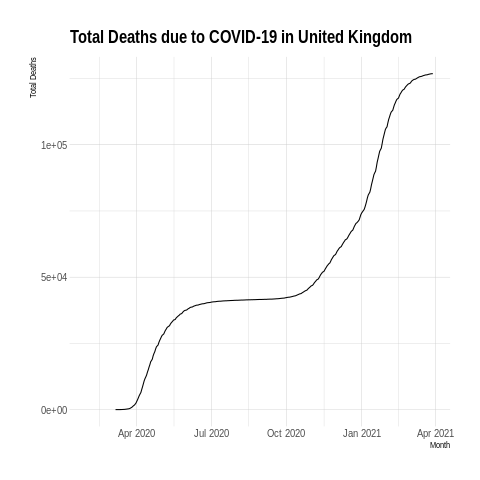 Total Deaths due to COVID-19 in United Kingdom
Total Deaths
1e+05
5e+04
0e+00
Apr 2020 Jul 2020 Oct 2020 Jan 2021 Apr 2021
Month